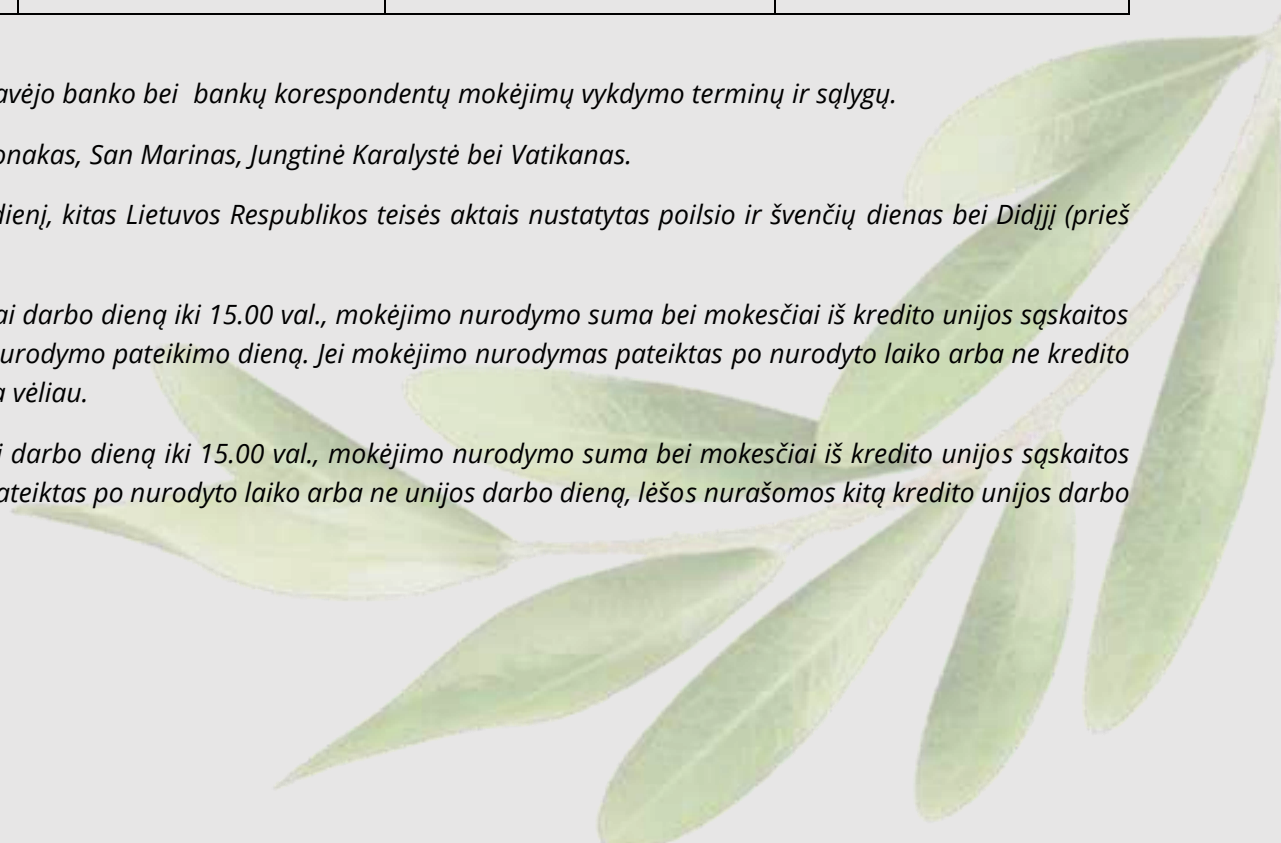 avėjo banko bei bankų korespondentų mokėjimų vykdymo terminų ir sąlygų.
onakas, San Marinas, Jungtinė Karalystė bei Vatikanas.
dienį, kitas Lietuvos Respublikos teisės aktais nustatytas poilsio ir švenčių dienas bei Didįjį (prieš
ai darbo dieną iki 15.00 val., mokėjimo nurodymo suma bei mokesčiai iš kredito unijos sąskaitos
urodymo pateikimo dieną. Jei mokėjimo nurodymas pateiktas po nurodyto laiko arba ne kredito
a vėliau.
i darbo dieną iki 15.00 val., mokėjimo nurodymo suma bei mokesčiai iš kredito unijos sąskaitos
ateiktas po nurodyto laiko arba ne unijos darbo dieną, lėšos nurašomos kitą kredito unijos darbo